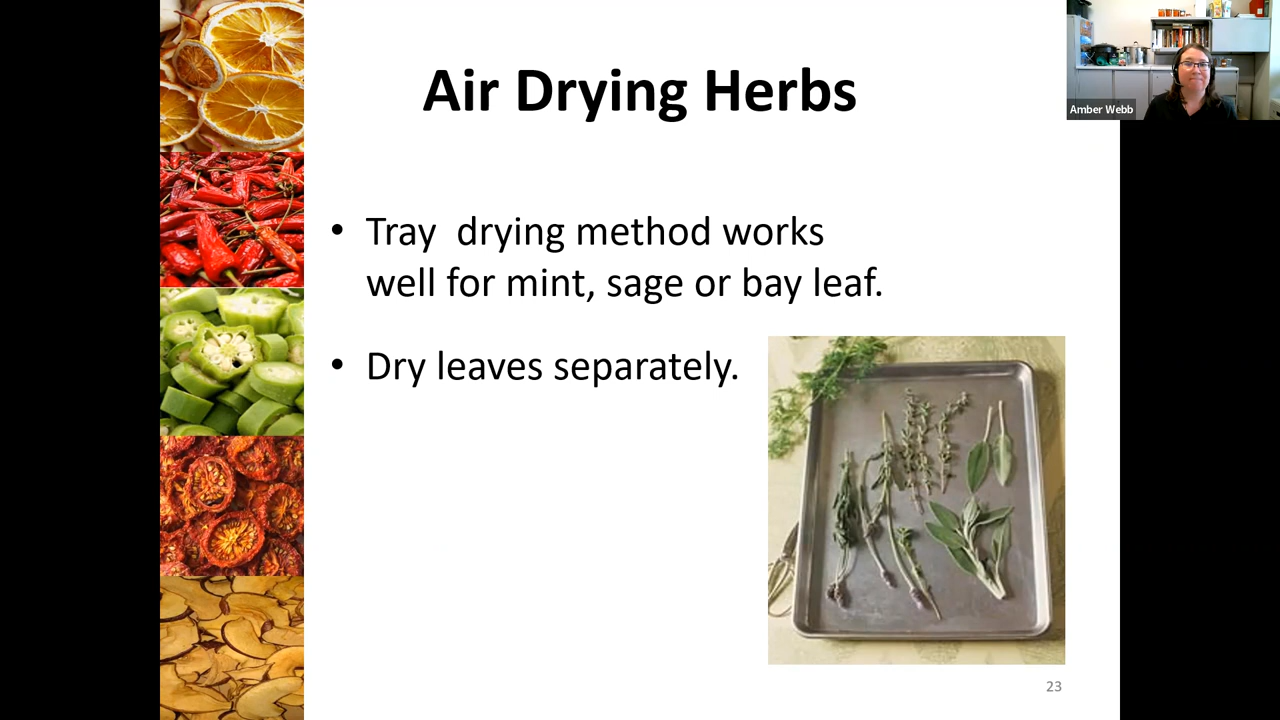 Air Drying Herbs
Amber Webb
• Tray  drying method works
well for mint, sage or bay leaf.
• Dry leaves separately.
23